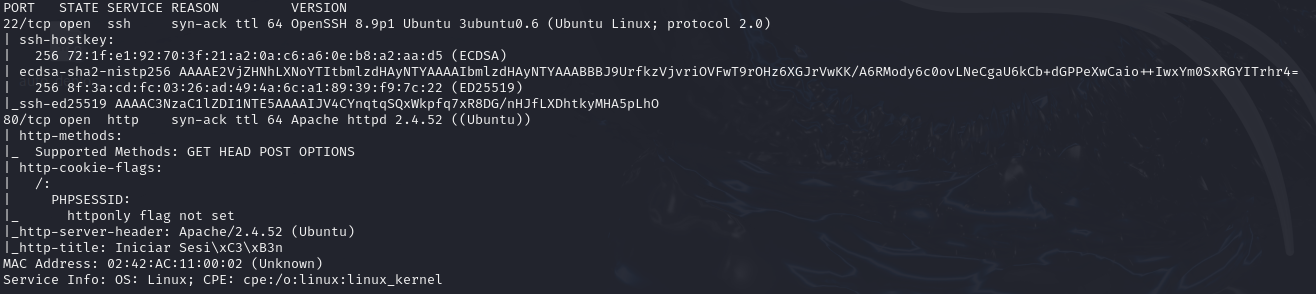 PORT   STATE SERVICE REASON         VERSION
22/tcp open  ssh     syn-ack ttl 64 OpenSSH 8.9p1 Ubuntu 3ubuntu0.6 (Ubuntu Linux; protocol 2.0)
| ssh-hostkey:
|   256 72:1f:e1:92:70:3f:21:a2:0a:c6:a6:0e:b8:a2:aa:d5 (ECDSA)
| ecdsa-sha2-nistp256 AAAAE2VjZHNhLXNoYTItbmlzdHAyNTYAAAAIbmlzdHAyNTYAAABBBJ9UrfkzVjvriOVFwT9rOHz6XGJrVwKK/A6RMody6c0ovLNeCgaU6kCb+dGPPeXwCaio++IwxYm0SxRGYITrhr4=
|   256 8f:3a:cd:fc:03:26:ad:49:4a:6c:a1:89:39:f9:7c:22 (ED25519)
|_ssh-ed25519 AAAAC3NzaC1lZDI1NTE5AAAAIJV4CYnqtqSQxWkpfq7xR8DG/nHJfLXDhtkyMHA5pLhO
80/tcp open  http    syn-ack ttl 64 Apache httpd 2.4.52 ((Ubuntu))
| http-methods:
|_  Supported Methods: GET HEAD POST OPTIONS
| http-cookie-flags:
|   /:
|     PHPSESSID:
|_      httponly flag not set
|_http-server-header: Apache/2.4.52 (Ubuntu)
|_http-title: Iniciar Sesi\xC3\xB3n
MAC Address: 02:42:AC:11:00:02 (Unknown)
Service Info: OS: Linux; CPE: cpe:/o:linux:linux_kernel